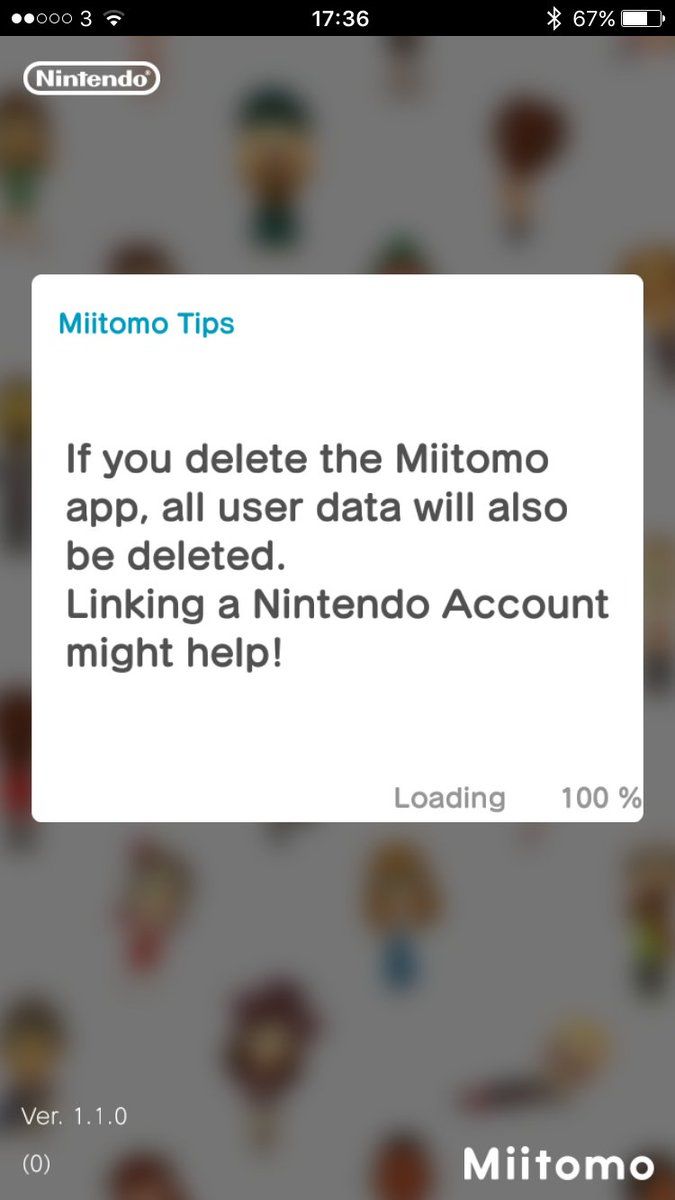 3 17:36 67%
Nintendo
Miitomo Tips
If you delete the Miitomo
app, all user data will also
be deleted.
Linking a Nintendo Account
might help!
Loading 100 %
Ver. 1.1.0
(0)
Miitomo